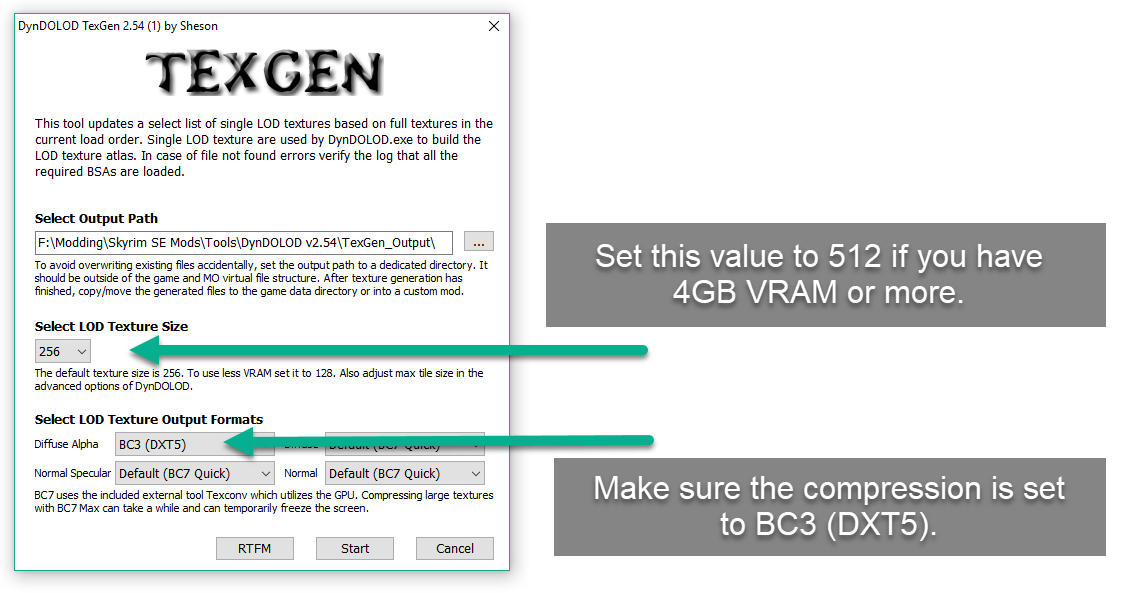 DynDOLOD TexGen 2.54 (1) by Sheson
TEXGEN
This tool updates a select list of single LOD textures based on full textures in the
current load order. Single LOD texture are used by DynDOLOD.exe to build the
LOD texture atlas. In case of file not found errors verify the log that all the
required BSAs are loaded.
Select Output Path
F:\Modding\Skyrim SE Mods\Tools\DynDOLOD v2.54\TexGen_Output\
...
To avoid overwriting existing files accidentally, set the output path to a dedicated directory. It
should be outside of the game and MO virtual file structure. After texture generation has
finished, copy/move the generated files to the game data directory or into a custom mod.
Set this value to 512 if you have
4GB VRAM or more.
Select LOD Texture Size
256
The default texture size is 256. To use less VRAM set it to 128. Also adjust max tile size in the
advanced options of DynDOLOD.
Select LOD Texture Output Formats
Diffuse Alpha BC3 (DXT5) Default (BC7 Quick)
Normal Specular Default (BC7 Quick) Normal Default (BC7 Quick)
BC7 uses the included external tool Texconv which utilizes the GPU. Compressing large textures
with BC7 Max can take a while and can temporarily freeze the screen.
Make sure the compression is set
to BC3 (DXT5).
RTFM Start Cancel